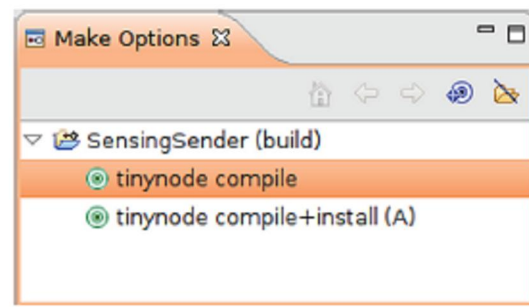 Make Options
SensingSender (build)
tinynode compile
tinynode compile+install (A)